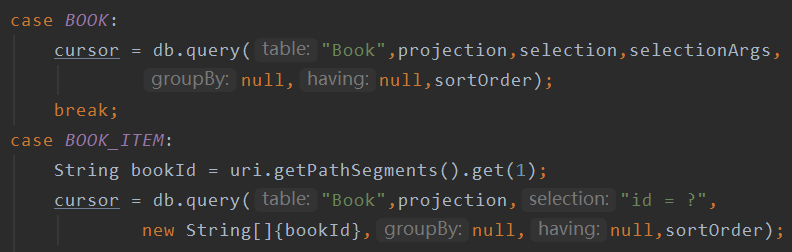 case BOOK:
cursor = db.query( table: "Book",projection,selection,selectionArgs,
groupBy: null, having: null,sortOrder);
break;
case BOOK_ITEM:
String bookId = uri.getPathSegments().get(1);
cursor = db.query( table: "Book",projection, selection: "id = ?",
new String[]{bookId}, groupBy: null, having: null,sortOrder);